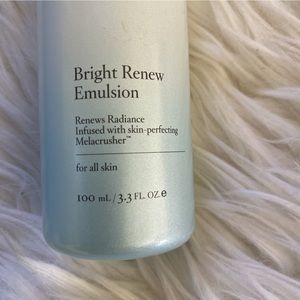 Bright Renew
Emulsion
Renews Radiance
Infused with skin-perfecting
Melacrusher™
for all skin
100 mL / 3.3 FL. OZ.e